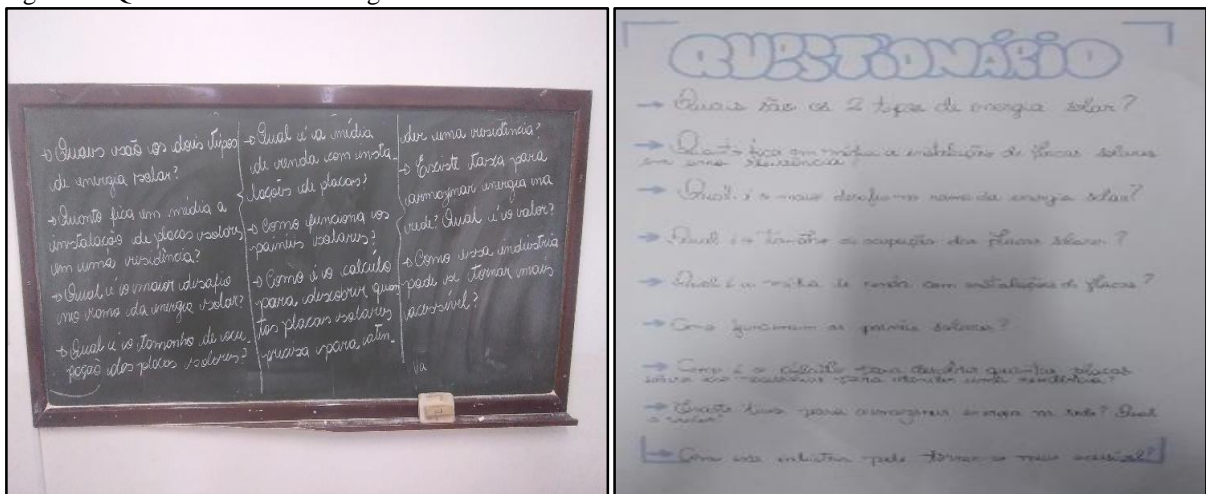 → Quais são os dois tipos
de energia solar?
→ Quanto fica em média a
instalação de placas solares
em uma residência?
→ Qual é o maior desafio
no ramo da energia solar?
→ Qual é o tamanho de ocu-
pação das placas solares?
→ Qual é a média
de renda com insta-
lações de placas?
→ Como funciona os
painéis solares?
→ Como é o calculo
para descobrir quan-
tas placas solares
precisa para aten-
der uma residência?
→ Existe taxa para
armazenar energia na
rede? Qual é o valor?
→ Como essa indústria
pode se tornar mais
acessível?
QUESTIONÁRIO
→ Quais são os 2 tipos de energia solar?
→ Quanto fica em média a instalação de placas solares
em uma residência
→ Qual é o maior desafio no ramo da energia solar?
→ Qual é o tamanho de ocupação das placas solares?
→ Qual é a média de renda com instalações de placas?
→ Como funcionam os painéis solares?
→ Como é o cálculo para descobrir quantas placas
para atender uma residência?
→ taxa para armazenar energia na rede? Qual
o valor?
→ Como essa indústria pode tornar se mais acessível?